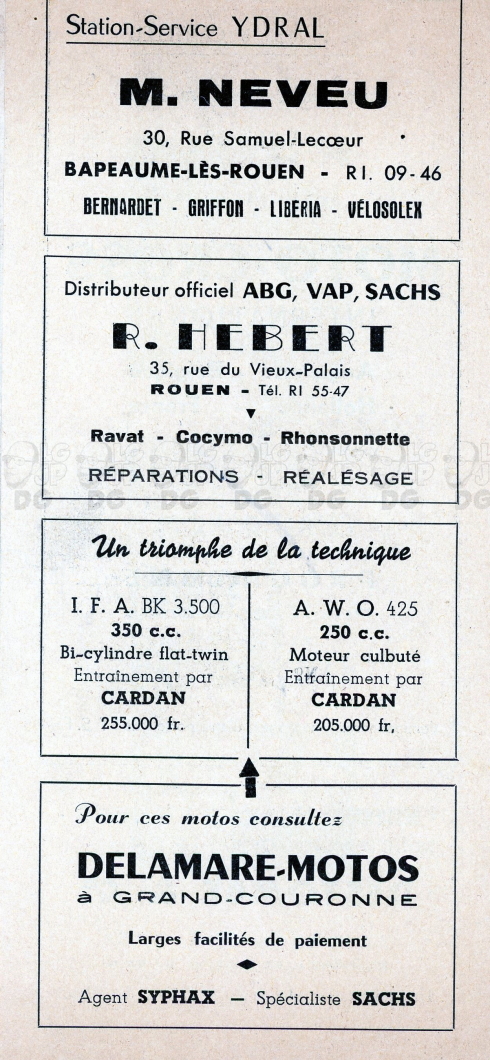 Station-Service YDRAL
M. NEVEU
30, Rue Samuel-Lecœur
BAPEAUME-LÈS-ROUEN - RI. 09-46
BERNARDET - GRIFFON - LIBERIA - VÉLOSOLEX
Distributeur officiel ABG, VAP, SACHS
R. HEBERT
35, rue du Vieux-Palais
ROUEN - Tél. RI 55-47
Ravat - Cocymo - Rhonsonnette
RÉPARATIONS - RÉALÉSAGE
Un triomphe de la technique
I. F. A. BK 3.500
350 c.c.
Bi-cylindre flat-twin
Entraînement par
CARDAN
255.000 fr.
A. W. O. 425
250 c.c.
Moteur culbuté
Entraînement par
CARDAN
205.000 fr.
Pour ces motos consultez
DELAMARE-MOTOS
à GRAND-COURONNE
Larges facilités de paiement
Agent SYPHAX — Spécialiste SACHS